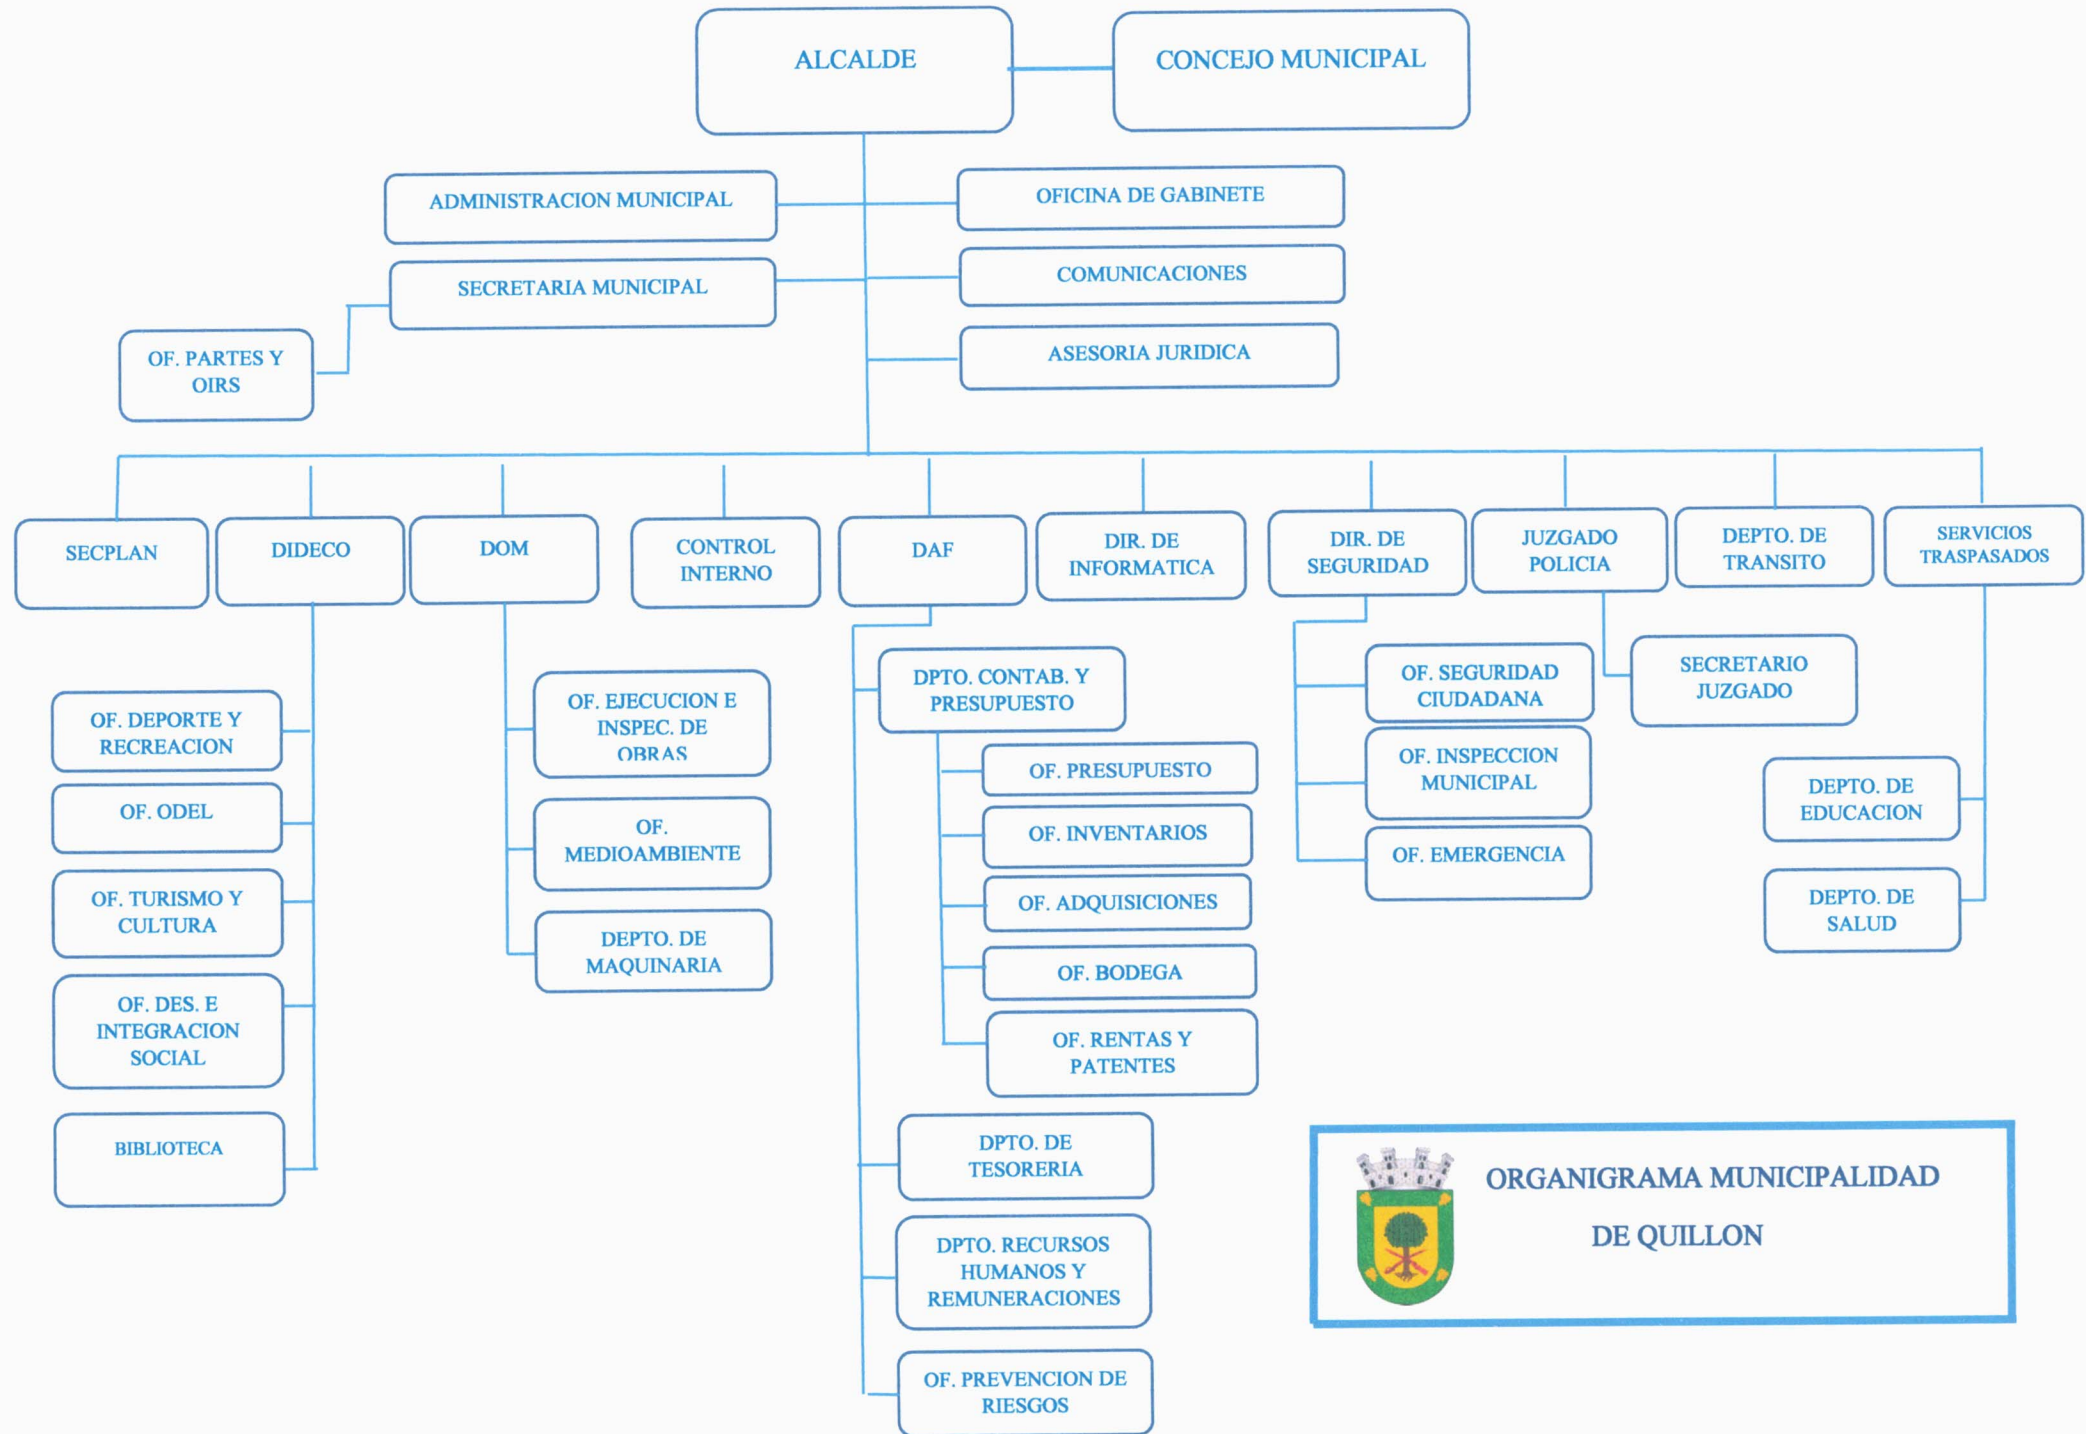 ALCALDE
CONCEJO MUNICIPAL
ADMINISTRACION MUNICIPAL
OFICINA DE GABINETE
SECRETARIA MUNICIPAL
COMUNICACIONES
OF. PARTES Y
OIRS
ASESORIA JURIDICA
SECPLAN
DIDECO
DOM
CONTROL
INTERNO
DAF
DIR. DE
INFORMATICA
DIR. DE
SEGURIDAD
JUZGADO
POLICIA
DEPTO. DE
TRANSITO
SERVICIOS
TRASPASADOS
OF. DEPORTE Y
RECREACION
OF. ODEL
OF. TURISMO Y
CULTURA
OF. DES. E
INTEGRACION
SOCIAL
BIBLIOTECA
OF. EJECUCION E
INSPEC. DE
OBRAS
OF.
MEDIOAMBIENTE
DEPTO. DE
MAQUINARIA
DPTO. CONTAB. Y
PRESUPUESTO
OF. PRESUPUESTO
OF. INVENTARIOS
OF. ADQUISICIONES
OF. BODEGA
OF. RENTAS Y
PATENTES
DPTO. DE
TESORERIA
DPTO. RECURSOS
HUMANOS Y
REMUNERACIONES
OF. PREVENCION DE
RIESGOS
OF. SEGURIDAD
CIUDADANA
OF. INSPECCION
MUNICIPAL
OF. EMERGENCIA
SECRETARIO
JUZGADO
DEPTO. DE
EDUCACION
DEPTO. DE
SALUD
ORGANIGRAMA MUNICIPALIDAD
DE QUILLON